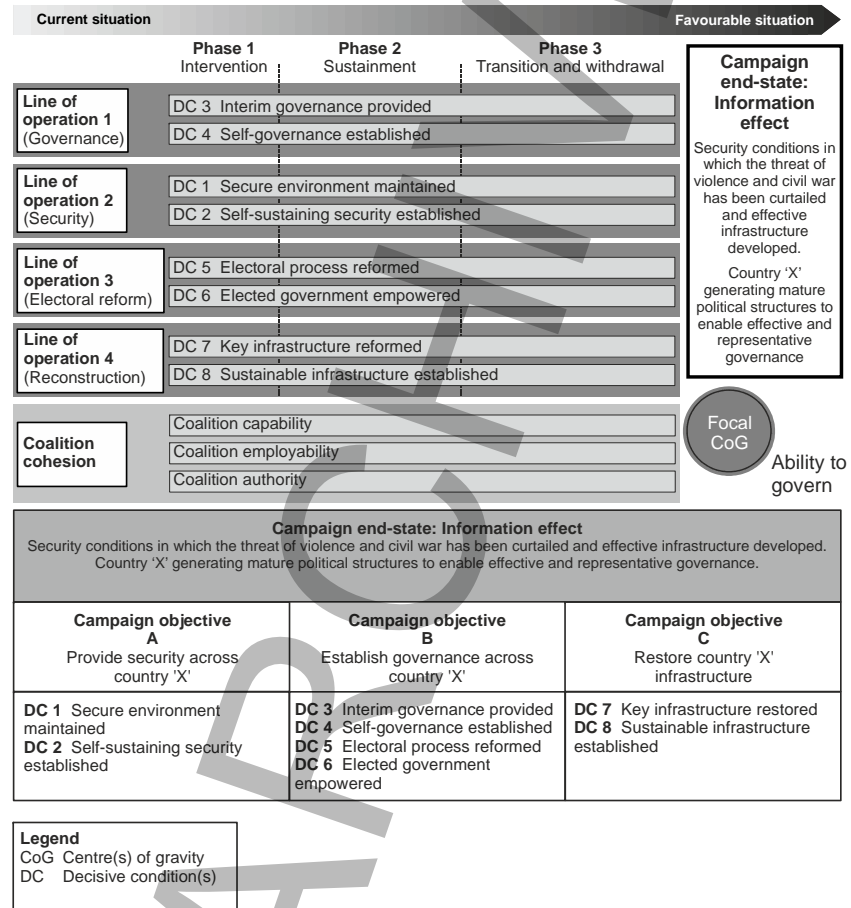 Current situation
Favourable situation
Phase 1
Intervention
Phase 2
Sustainment
Phase 3
Transition and withdrawal
Line of
operation 1
(Governance)
DC 3 Interim governance provided
DC 4 Self-governance established
Line of
operation 2
(Security)
DC 1 Secure environment maintained
DC 2 Self-sustaining security established
Line of
operation 3
(Electoral reform)
DC 5 Electoral process reformed
DC 6 Elected government empowered
Line of
operation 4
(Reconstruction)
DC 7 Key infrastructure reformed
DC 8 Sustainable infrastructure established
Coalition
cohesion
Coalition capability
Coalition employability
Coalition authority
Campaign
end-state:
Information
effect
Security conditions in
which the threat of
violence and civil war
has been curtailed
and effective
infrastructure
developed.
Country ‘X’
generating mature
political structures to
enable effective and
representative
governance
Focal
CoG
Ability to
govern
Campaign end-state: Information effect
Security conditions in which the threat of violence and civil war has been curtailed and effective infrastructure developed.
Country ‘X’ generating mature political structures to enable effective and representative governance.
Campaign objective
A
Provide security across
country 'X'
Campaign objective
B
Establish governance across
country 'X'
Campaign objective
C
Restore country 'X'
infrastructure
DC 1 Secure environment
maintained
DC 2 Self-sustaining security
established
DC 3 Interim governance provided
DC 4 Self-governance established
DC 5 Electoral process reformed
DC 6 Elected government
empowered
DC 7 Key infrastructure restored
DC 8 Sustainable infrastructure
established
Legend
CoG Centre(s) of gravity
DC Decisive condition(s)